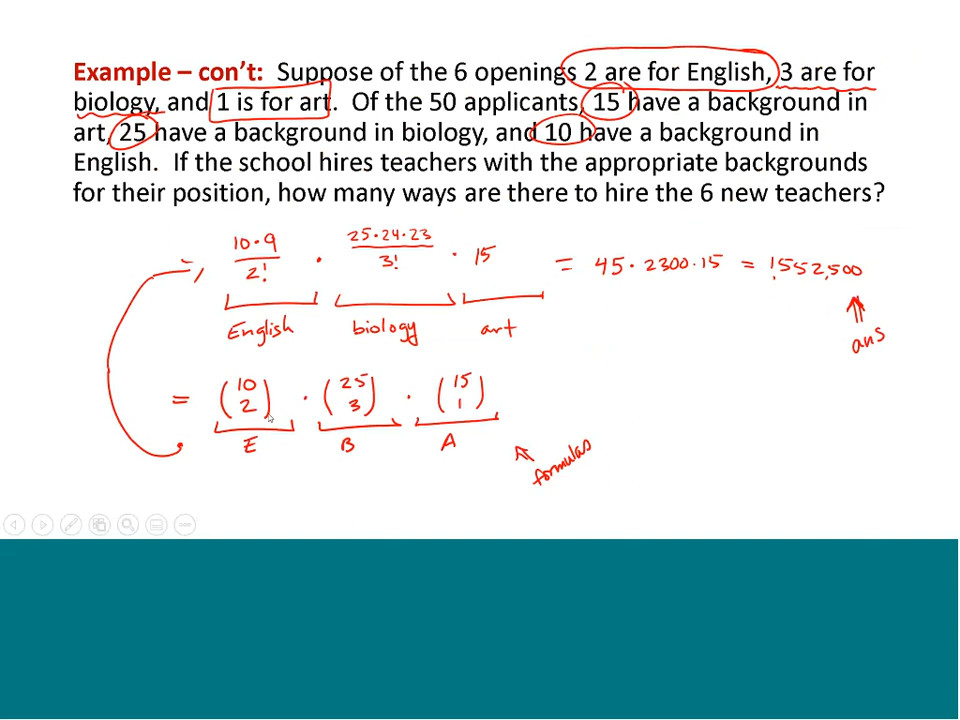 Example – con't: Suppose of the 6 openings 2 are for English, 3 are for
biology, and 1 is for art. Of the 50 applicants, 15 have a background in
art, 25 have a background in biology, and 10 have a background in
English. If the school hires teachers with the appropriate backgrounds
for their position, how many ways are there to hire the 6 new teachers?
10·9 / 2! · 25·24·23 / 3! · 15 = 45·2300·15 = 1,552,500
English biology art ans
= (10 2) · (25 3) · (15 1)
E B A formulas